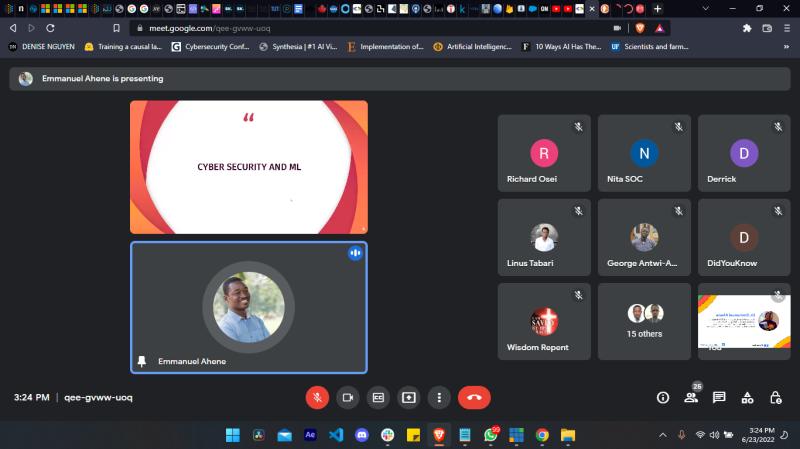 meet.google.com/qee-gvww-uoq
DENISE NGUYEN
Training a causal la...
Cybersecurity Conf...
Synthesia | #1 AI Vi...
Implementation of...
Artificial Intelligenc...
10 Ways AI Has The...
Scientists and farm...
Emmanuel Ahene is presenting
“
CYBER SECURITY AND ML
Emmanuel Ahene
R
Richard Osei
N
Nita SOC
D
Derrick
Linus Tabari
George Antwi-A...
D
DidYouKnow
Wisdom Repent
15 others
You
3:24 PM | qee-gvww-uoq
25
99
3:24 PM
6/23/2022